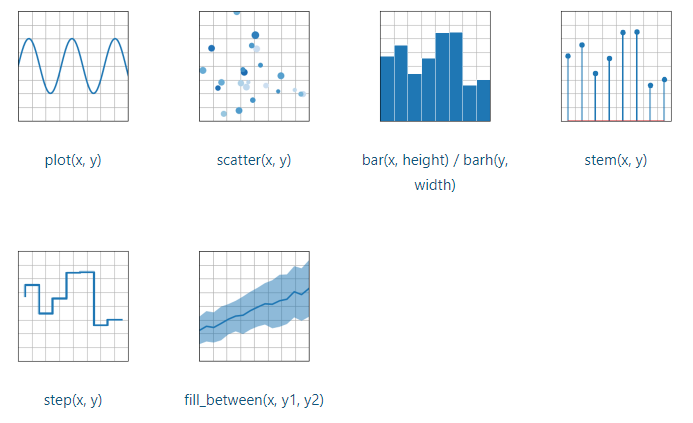 plot(x, y)
scatter(x, y)
bar(x, height) / barh(y,
width)
stem(x, y)
step(x, y)
fill_between(x, y1, y2)